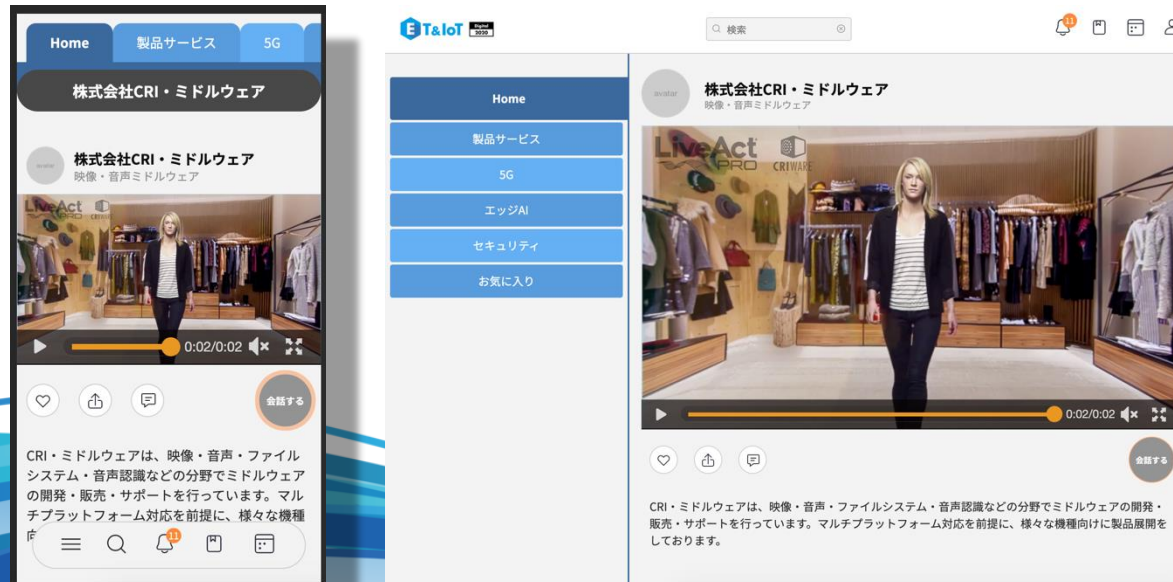 Home
製品サービス
5G
株式会社CRI・ミドルウェア
avatar
株式会社CRI・ミドルウェア
映像・音声ミドルウェア
LiveAct
PRO
CRIWARE
0:02/0:02
会話する
CRI・ミドルウェアは、映像・音声・ファイル
システム・音声認識などの分野でミドルウェア
の開発・販売・サポートを行っています。マル
チプラットフォーム対応を前提に、様々な機種
11
ET&IoT Digital
2020
検索
11
Home
製品サービス
5G
エッジAI
セキュリティ
お気に入り
avatar
株式会社CRI・ミドルウェア
映像・音声ミドルウェア
LiveAct
PRO
CRIWARE
0:02/0:02
会話する
CRI・ミドルウェアは、映像・音声・ファイルシステム・音声認識などの分野でミドルウェアの開発・
販売・サポートを行っています。マルチプラットフォーム対応を前提に、様々な機種向けに製品展開を
しております。